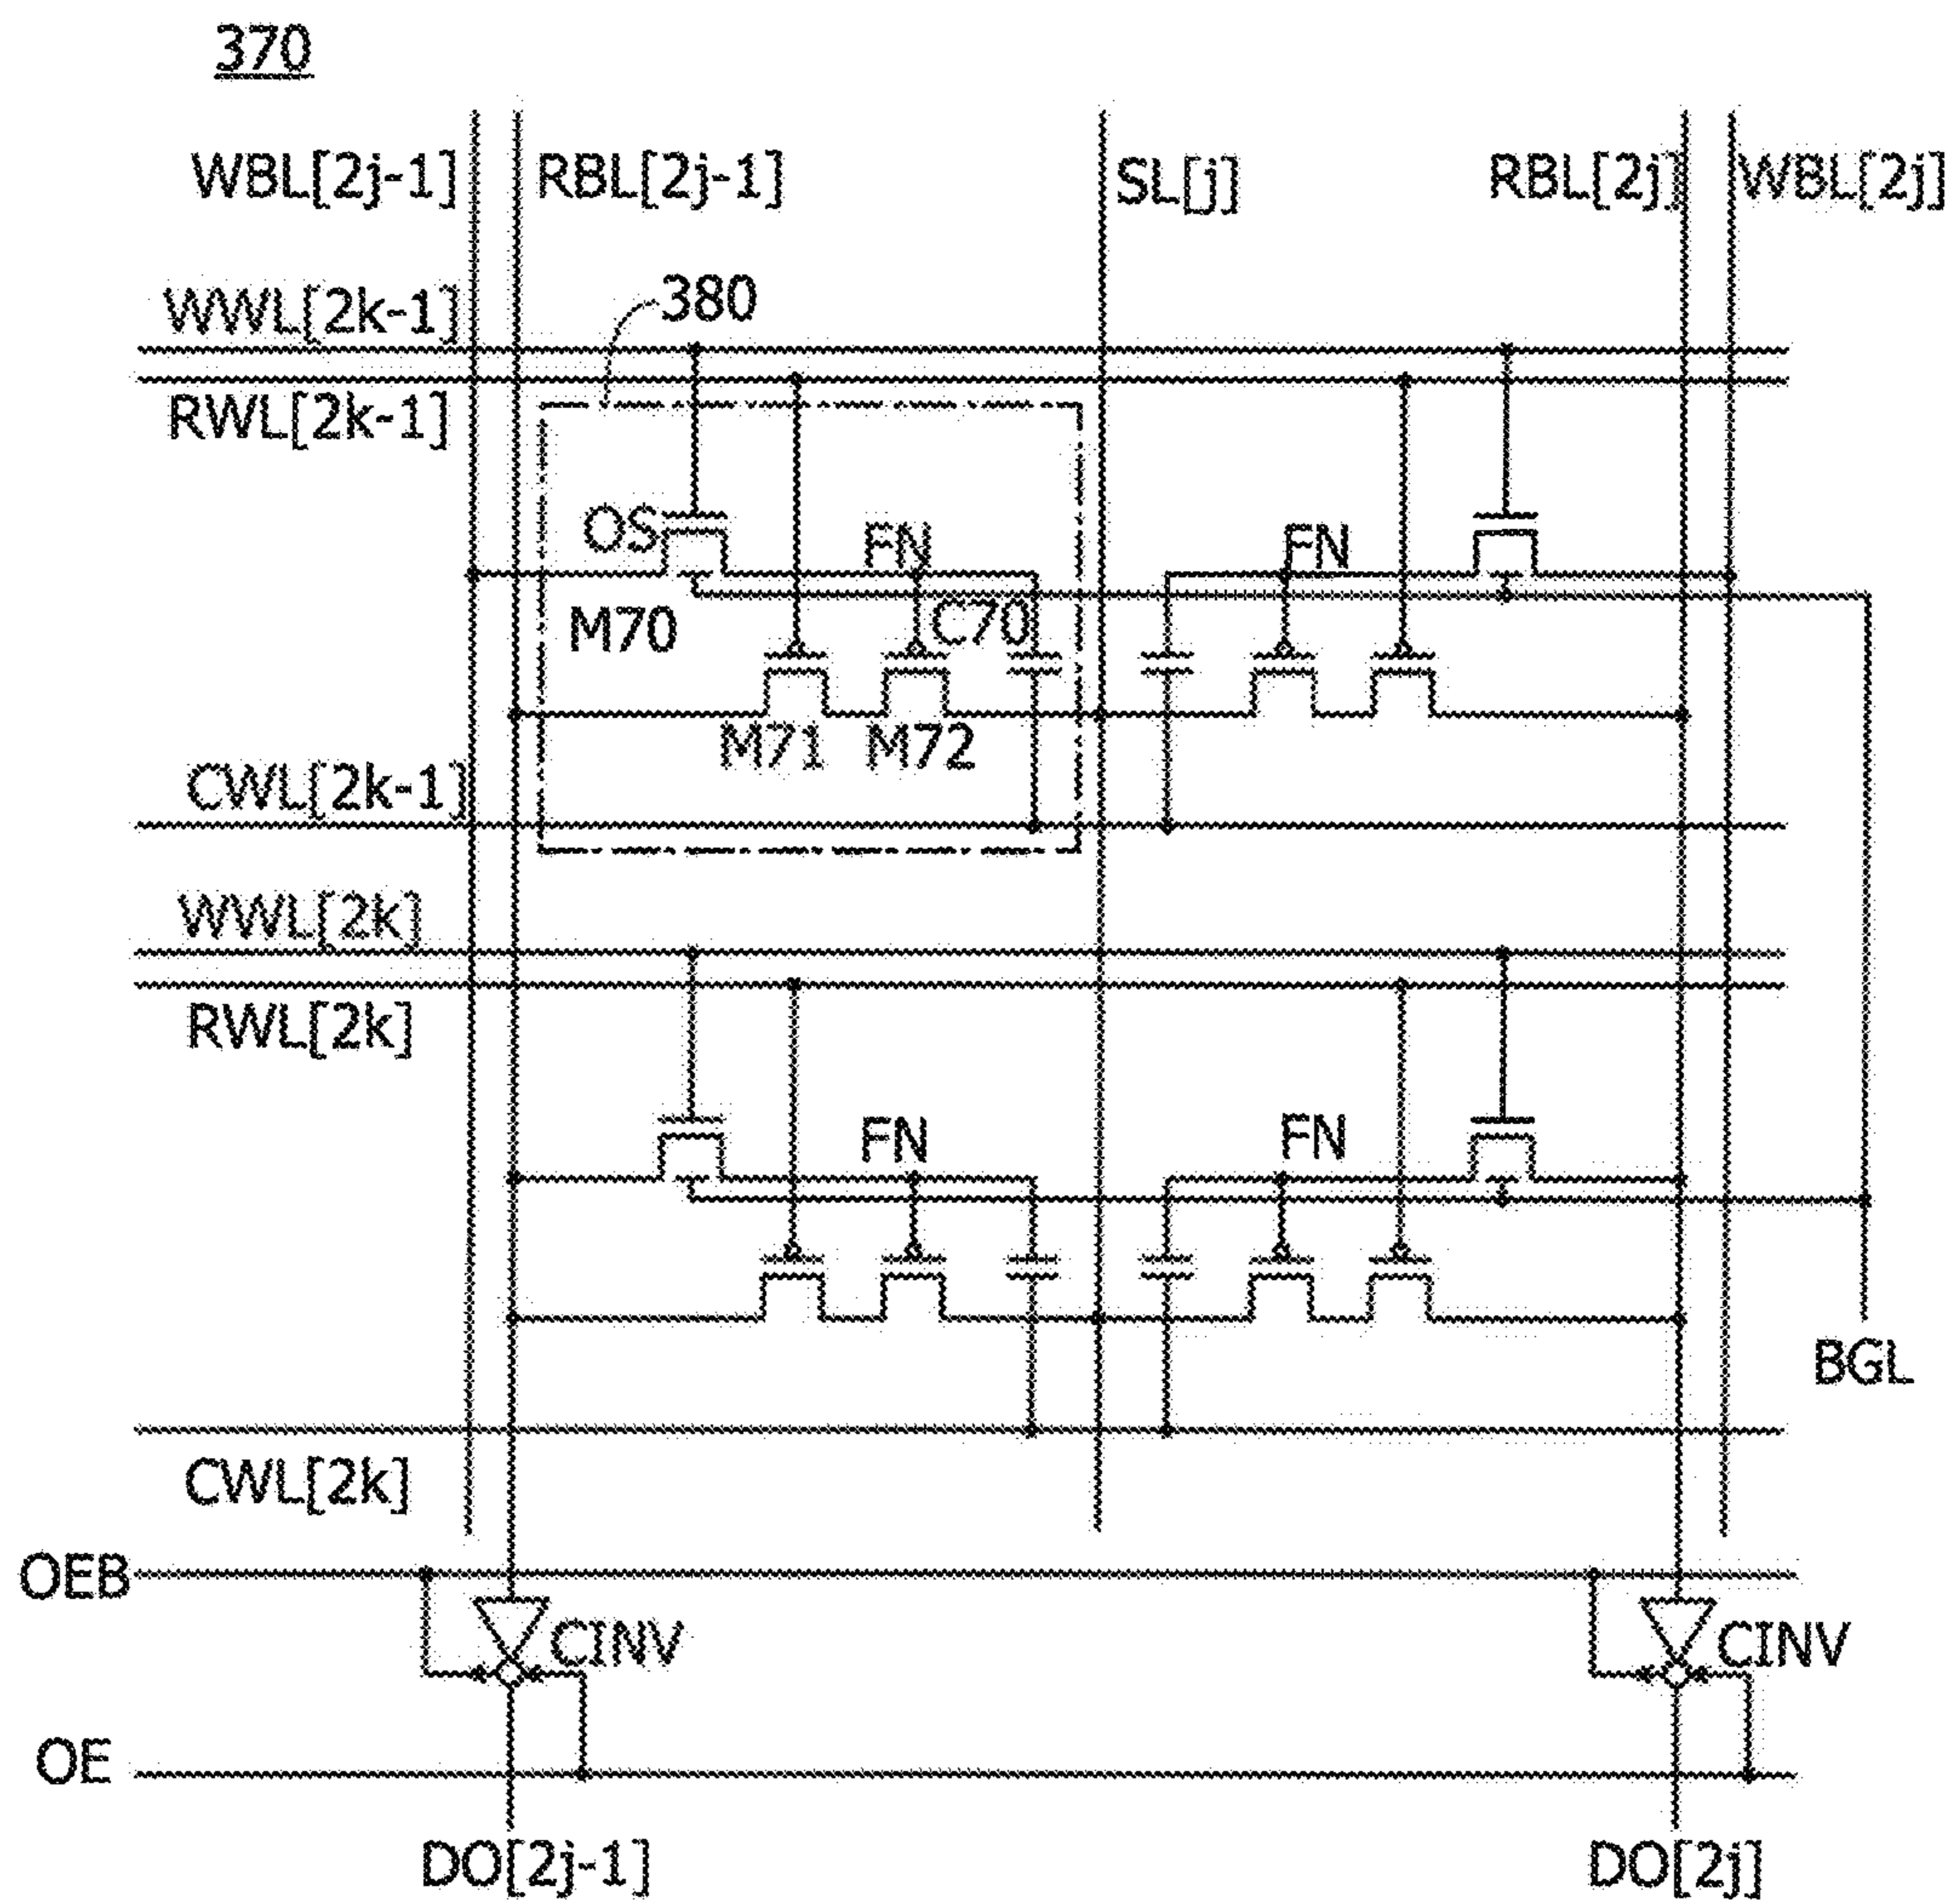 370
WBL[2j-1] RBL[2j-1] SL[j] RBL[2j] WBL[2j]
WWL[2k-1] 380
RWL[2k-1]
OS FN FN
M70 C70
M71 M72
CWL[2k-1]
WWL[2k]
RWL[2k]
FN FN
BGL
CWL[2k]
OEB
CINV CINV
OE
DO[2j-1] DO[2j]